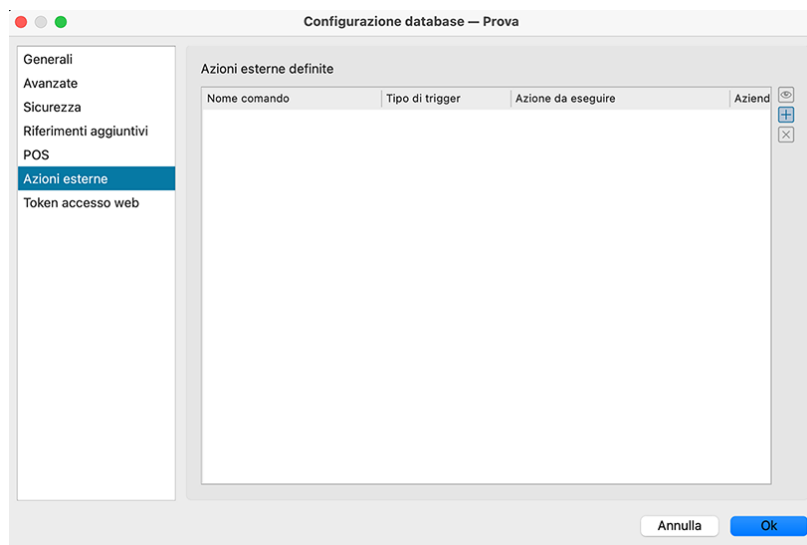 Configurazione database — Prova
Generali
Avanzate
Sicurezza
Riferimenti aggiuntivi
POS
Azioni esterne
Token accesso web
Azioni esterne definite
Nome comando Tipo di trigger Azione da eseguire Aziend
Annulla Ok